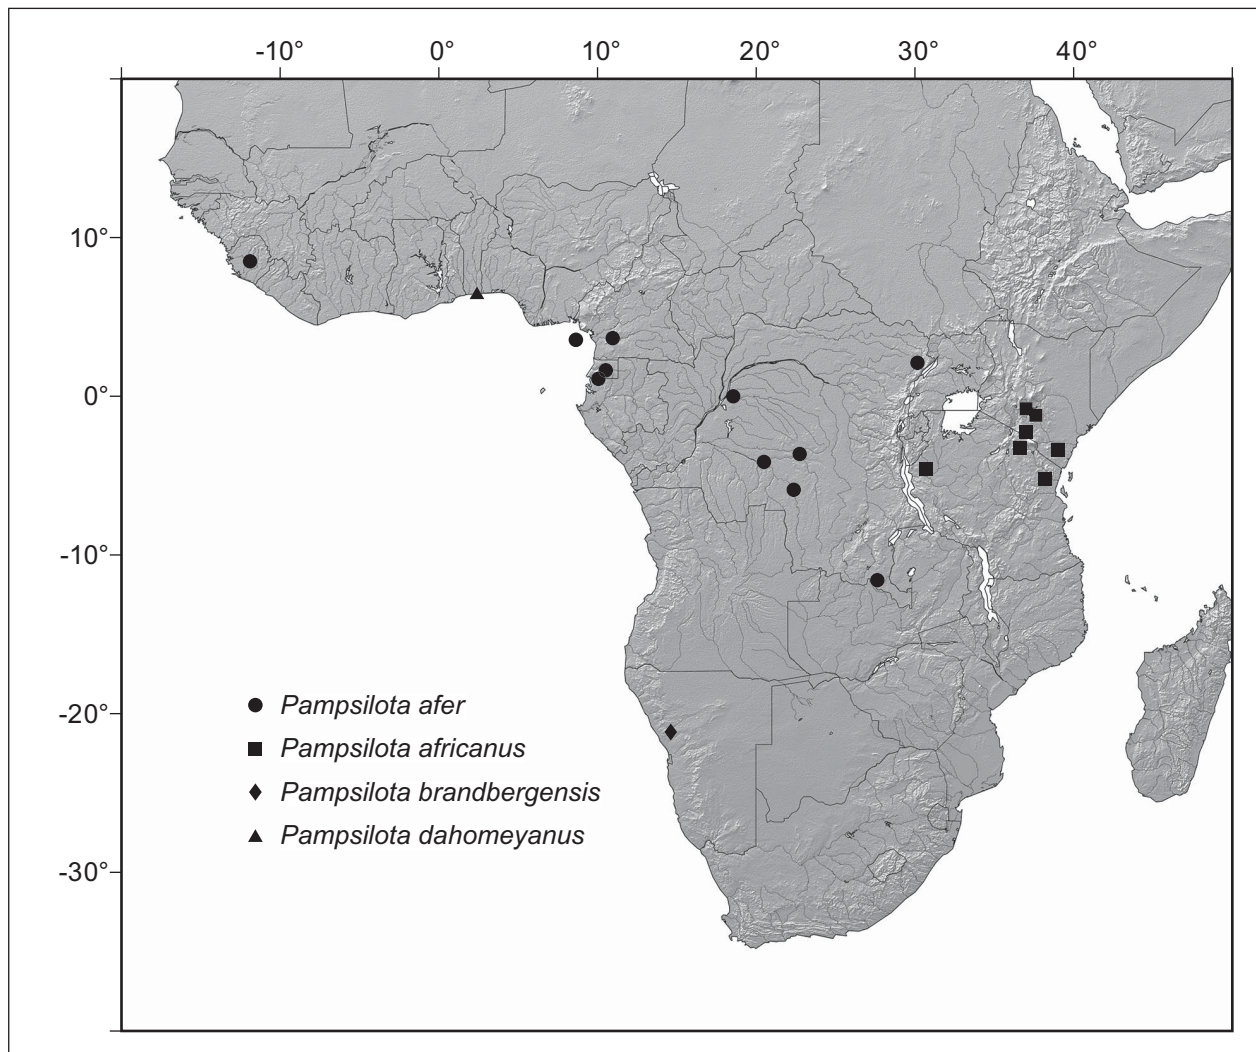 -10° 0° 10° 20° 30° 40°
10°
0°
-10°
-20°
-30°
Pampsilota afer
Pampsilota africanus
Pampsilota brandbergensis
Pampsilota dahomeyanus